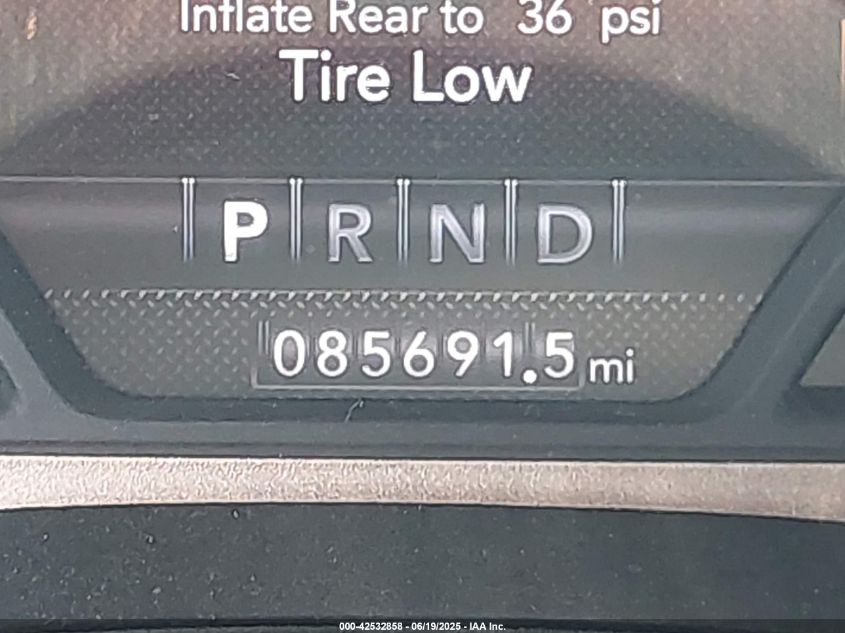 Inflate Rear to 36 psi
Tire Low
P R N D
085691.5 mi
000-42532858 - 06/19/2025 - IAA Inc.